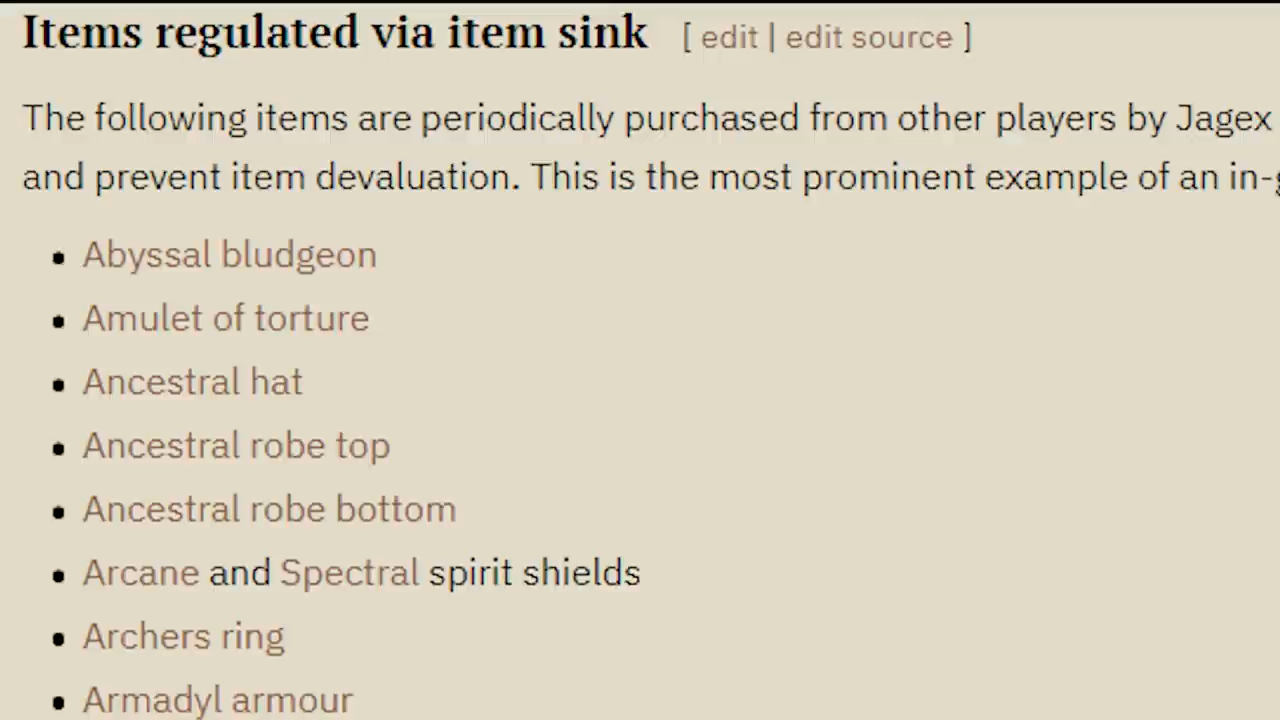 Items regulated via item sink [ edit | edit source ]
The following items are periodically purchased from other players by Jagex
and prevent item devaluation. This is the most prominent example of an in-
Abyssal bludgeon
Amulet of torture
Ancestral hat
Ancestral robe top
Ancestral robe bottom
Arcane and Spectral spirit shields
Archers ring
Armadyl armour